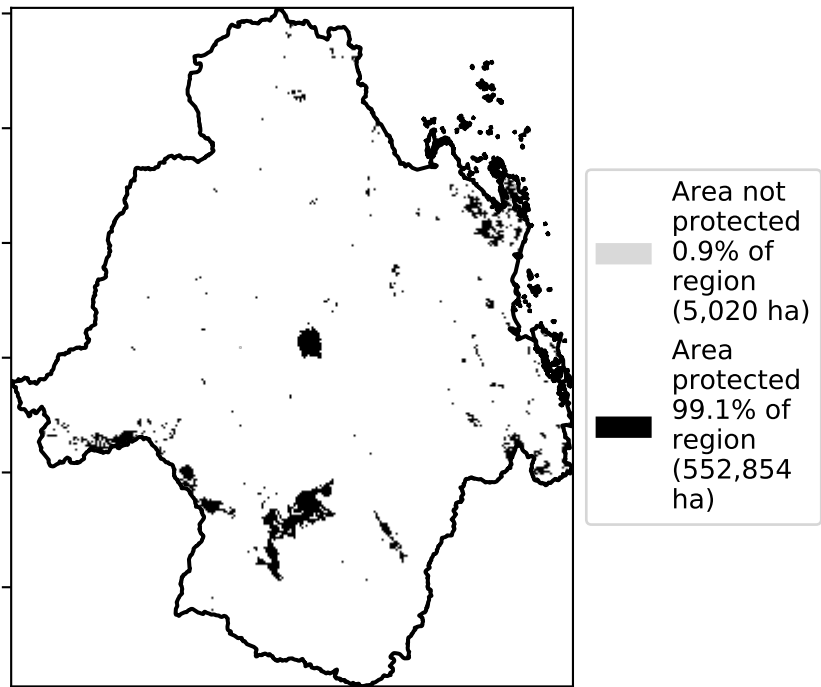 Area not
protected
0.9% of
region
(5,020 ha)
Area
protected
99.1% of
region
(552,854
ha)